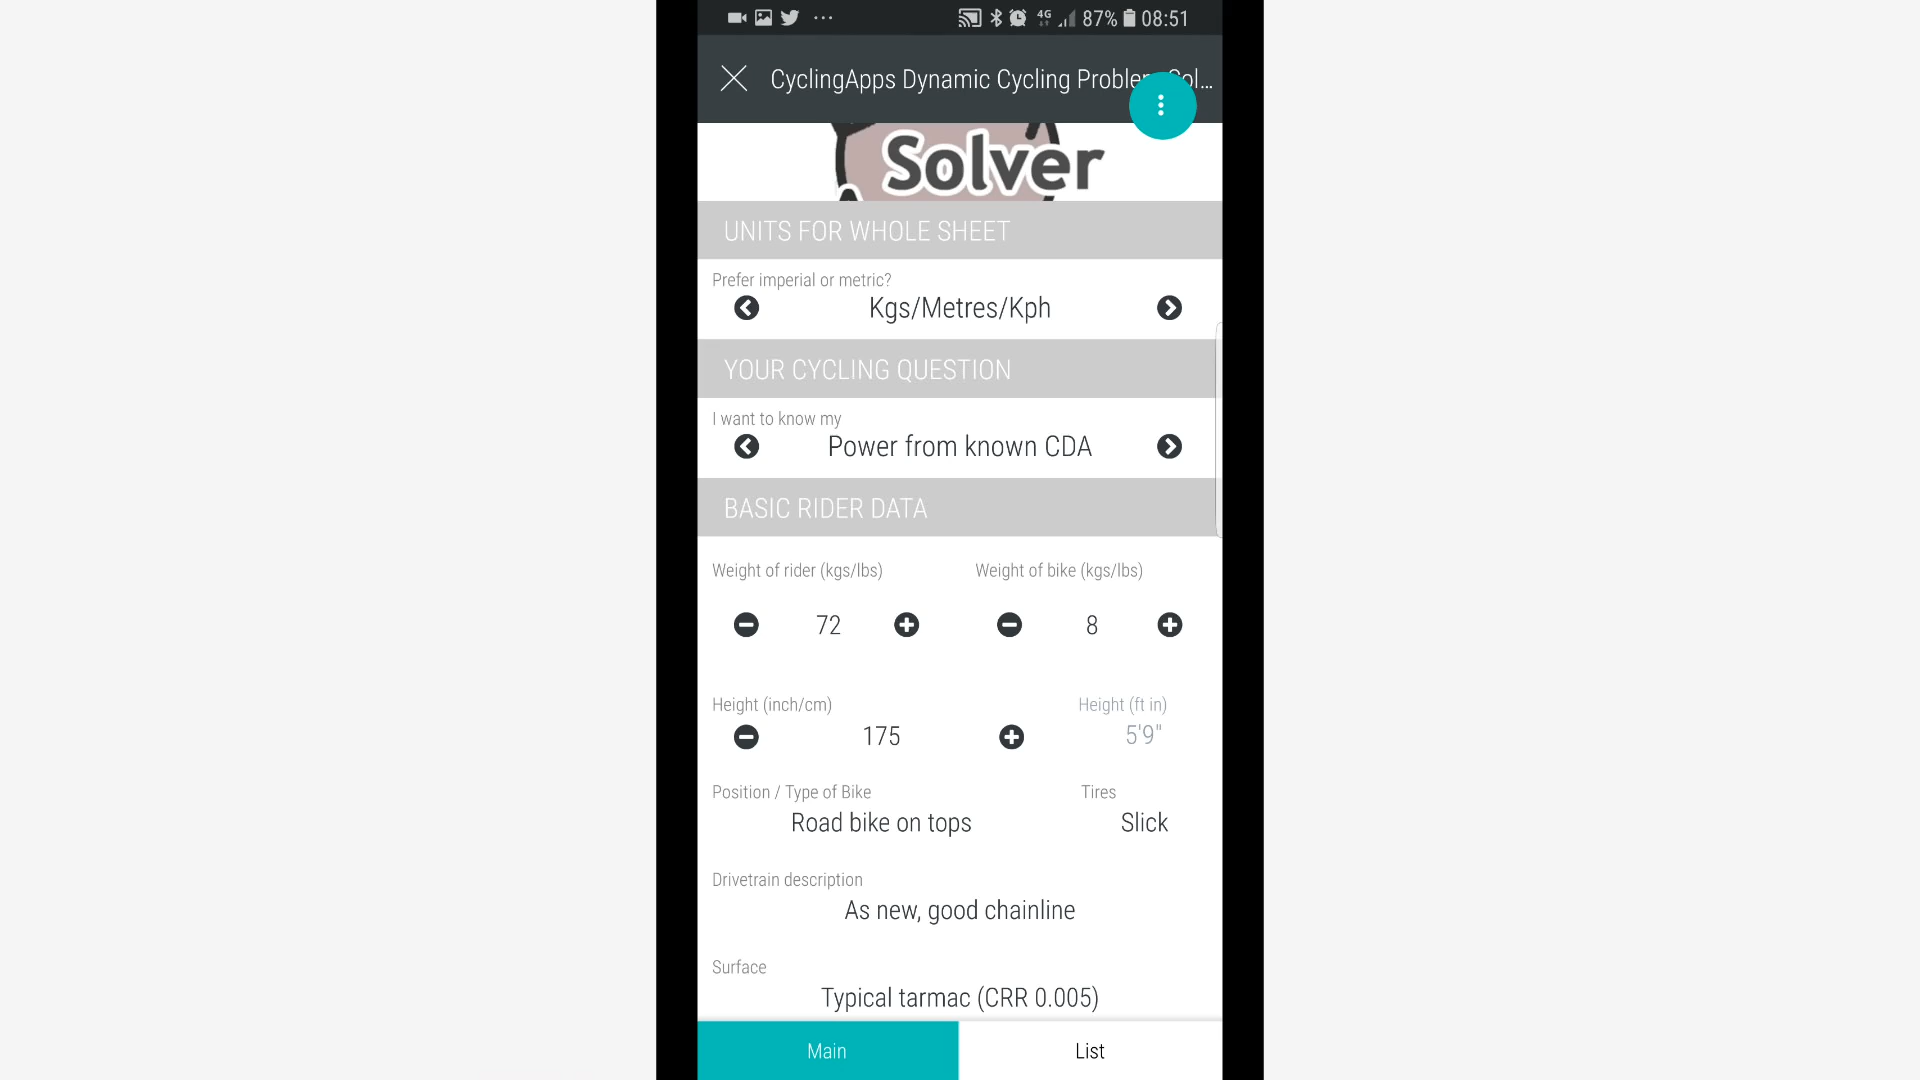 4G 87% 08:51
CyclingApps Dynamic Cycling Problem Sol...
Solver
UNITS FOR WHOLE SHEET
Prefer imperial or metric?
Kgs/Metres/Kph
YOUR CYCLING QUESTION
I want to know my
Power from known CDA
BASIC RIDER DATA
Weight of rider (kgs/lbs) Weight of bike (kgs/lbs)
72 8
Height (inch/cm) Height (ft in)
175 5'9"
Position / Type of Bike Tires
Road bike on tops Slick
Drivetrain description
As new, good chainline
Surface
Typical tarmac (CRR 0.005)
Main List